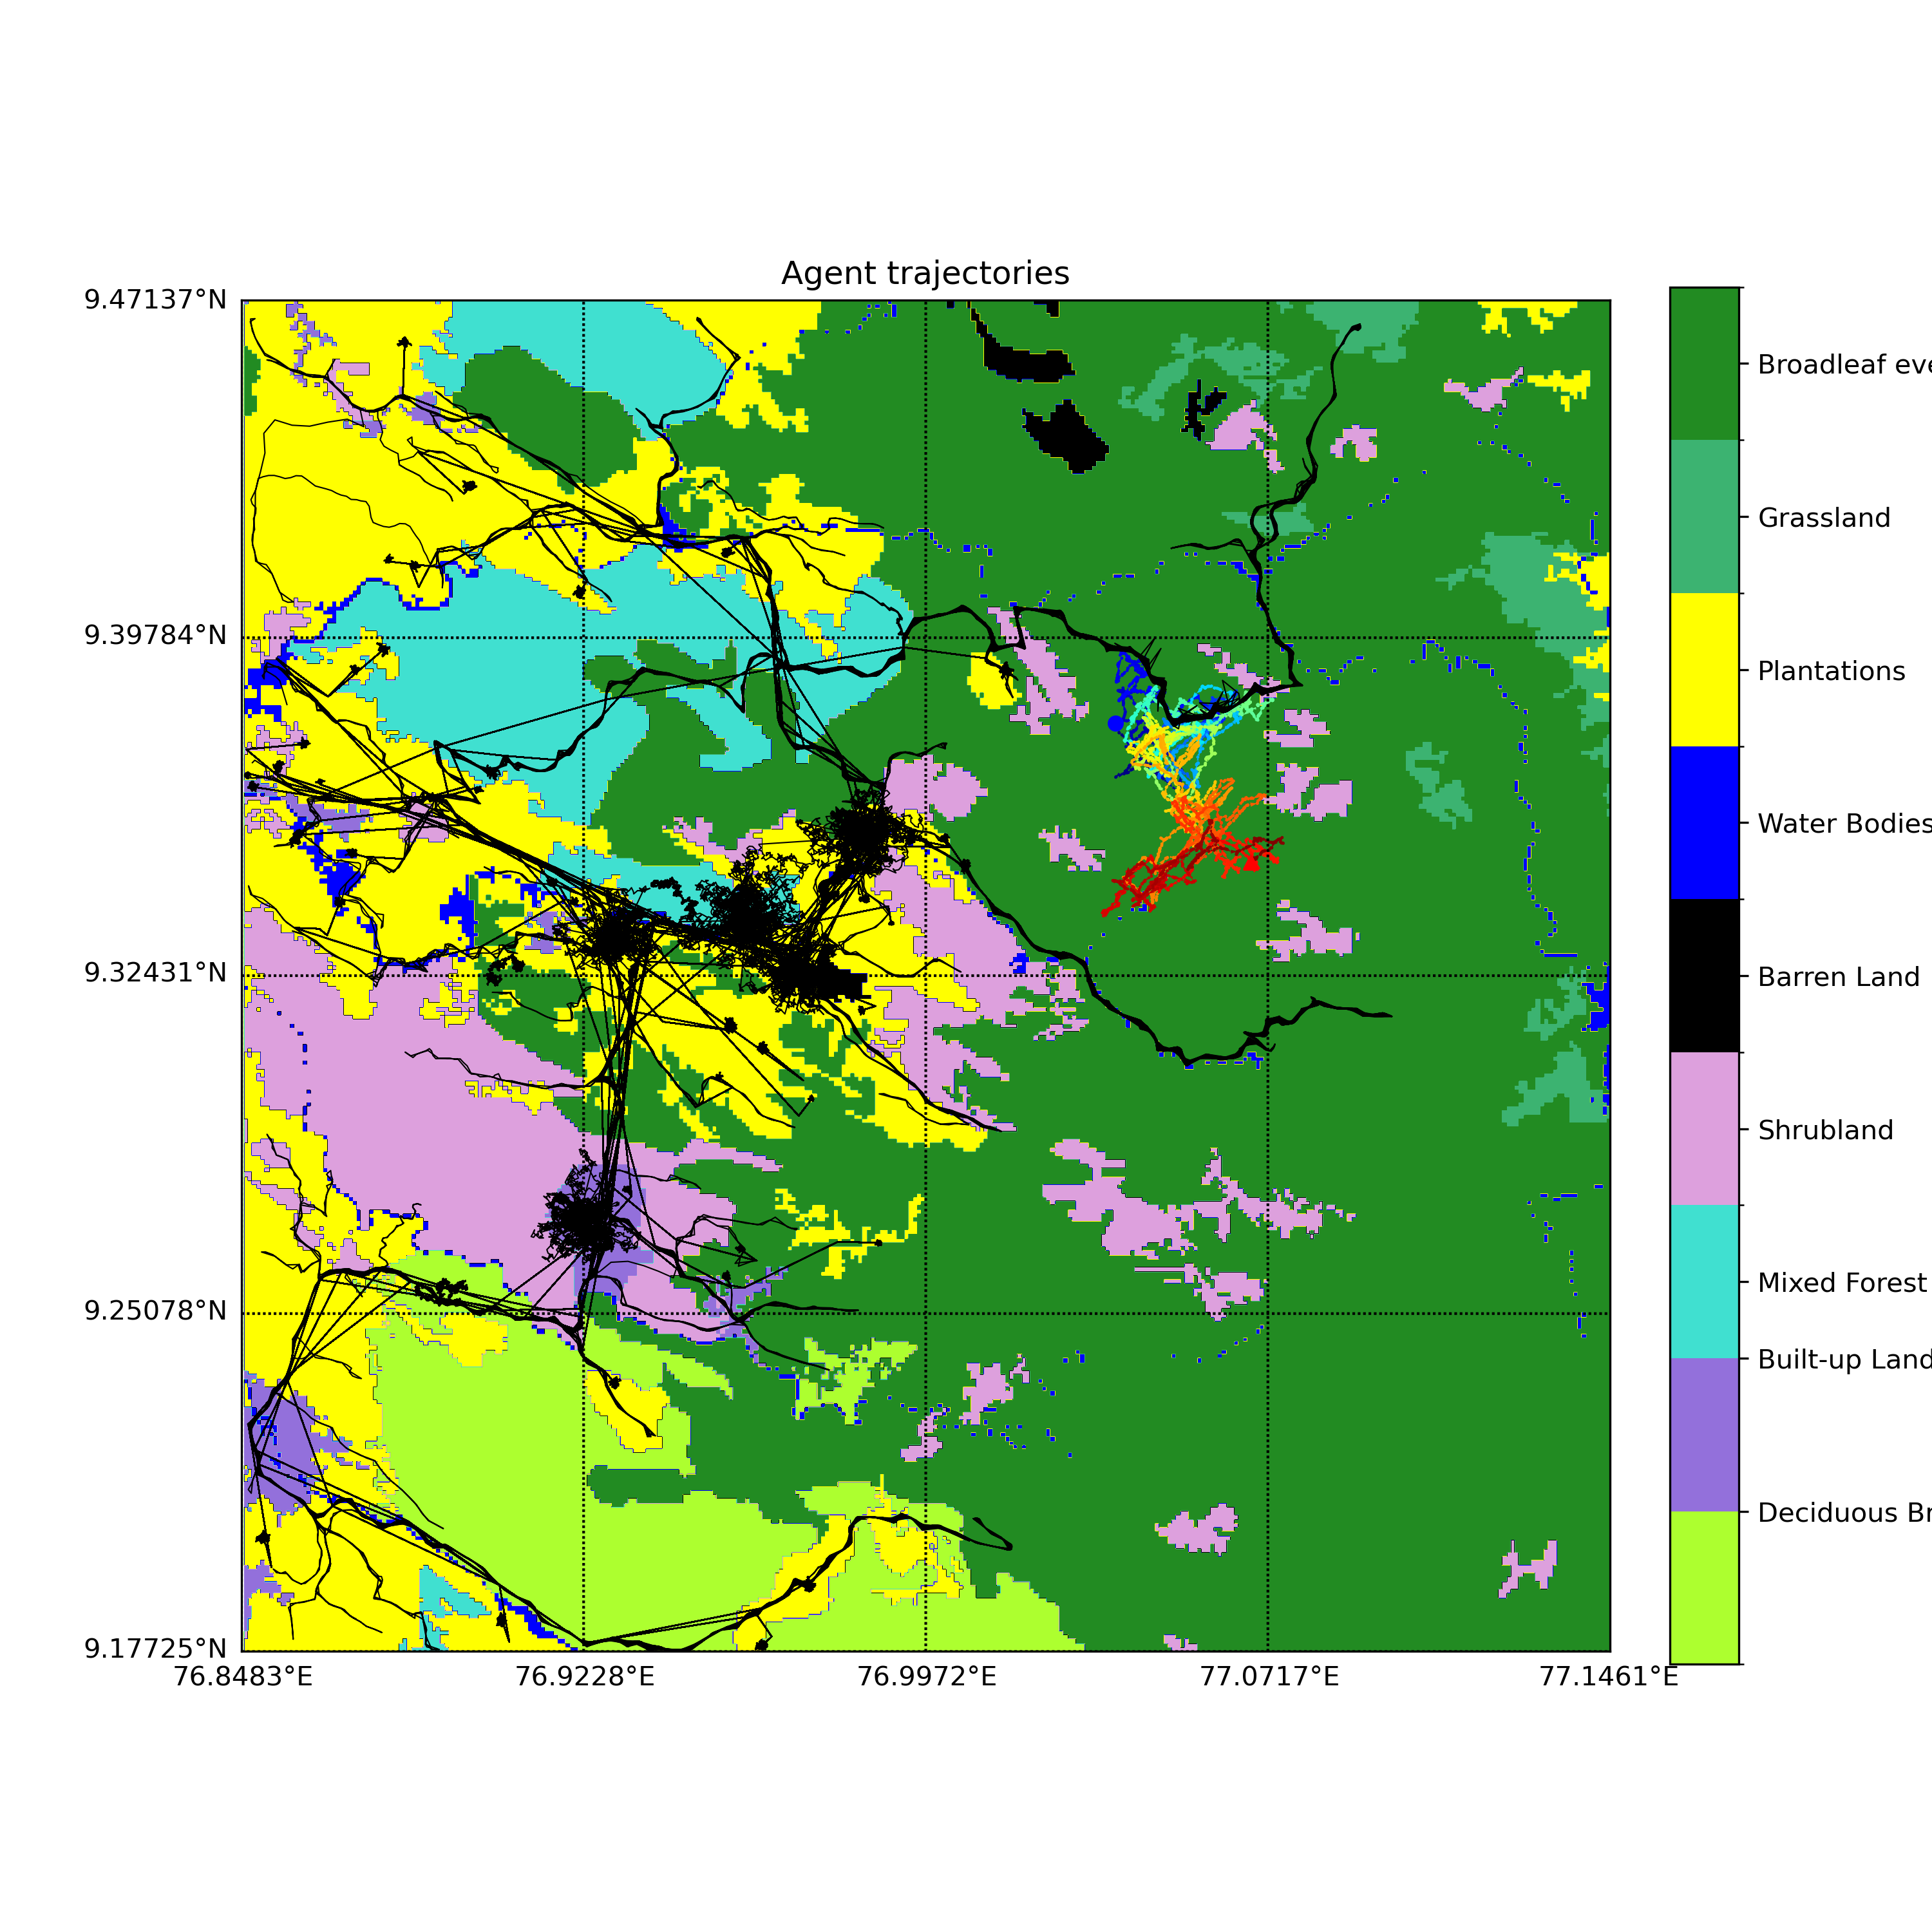 Agent trajectories
9.47137°N
9.39784°N
9.32431°N
9.25078°N
9.17725°N
76.8483°E
76.9228°E
76.9972°E
77.0717°E
77.1461°E
Broadleaf eve
Grassland
Plantations
Water Bodies
Barren Land
Shrubland
Mixed Forest
Built-up Land
Deciduous Br